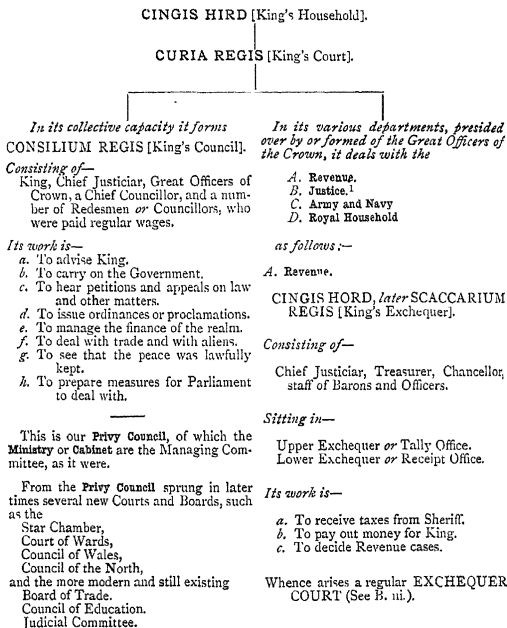 CINGIS HIRD [King's Household].
CURIA REGIS [King's Court].
In its collective capacity it forms
CONSILIUM REGIS [King's Council].
Consisting of—
King, Chief Justiciar, Great Officers of
Crown, a Chief Councillor, and a num-
ber of Redesmen or Councillors, who
were paid regular wages.
Its work is—
a. To advise King.
b. To carry on the Government.
c. To hear petitions and appeals on law
and other matters.
d. To issue ordinances or proclamations.
e. To manage the finance of the realm.
f. To deal with trade and with aliens.
g. To see that the peace was lawfully
kept.
h. To prepare measures for Parliament
to deal with.
This is our Privy Council, of which the
Ministry or Cabinet are the Managing Com-
mittee, as it were.
From the Privy Council sprung in later
times several new Courts and Boards, such
as the
Star Chamber,
Court of Wards,
Council of Wales,
Council of the North,
and the more modern and still existing
Board of Trade.
Council of Education.
Judicial Committee.
In its various departments, presided
over by or formed of the Great Officers of
the Crown, it deals with the
A. Revenue.
B. Justice.1
C. Army and Navy
D. Royal Household
as follows :—
A. Revenue.
CINGIS HORD, later SCACCARIUM
REGIS [King's Exchequer].
Consisting of—
Chief Justiciar, Treasurer, Chancellor,
staff of Barons and Officers.
Sitting in—
Upper Exchequer or Tally Office.
Lower Exchequer or Receipt Office.
Its work is—
a. To receive taxes from Sheriff.
b. To pay out money for King.
c. To decide Revenue cases.
Whence arises a regular EXCHEQUER
COURT (See B. iii.).